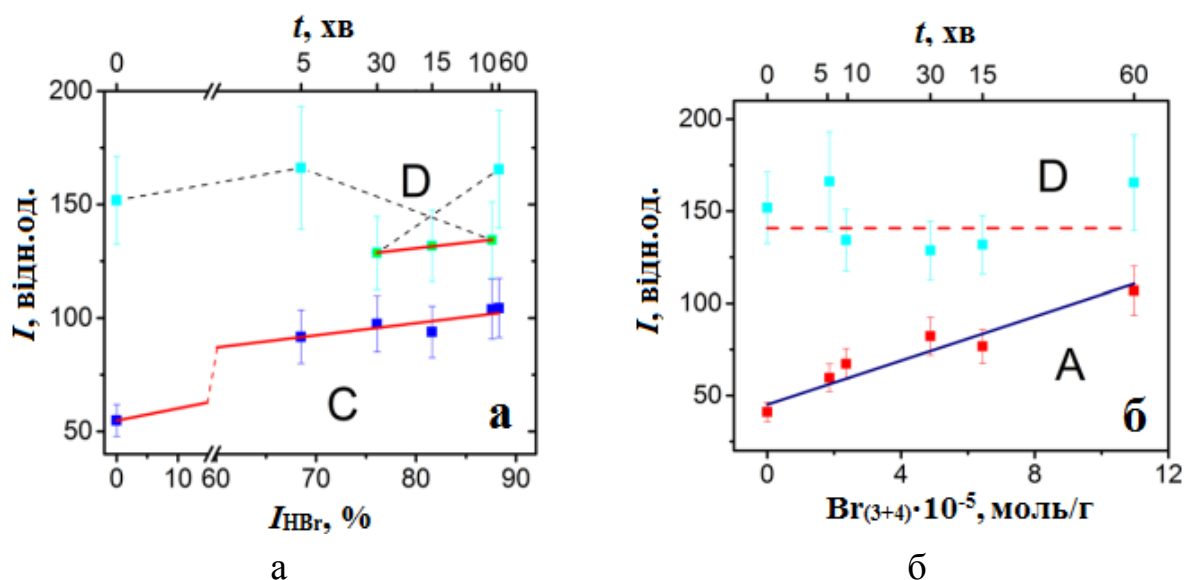 t, хв
0 5 30 15 10 60
200
150
100
50
I, відн.од.
D
C
а
0 10 60 70 80 90
I_HBr, %
а
t, хв
0 5 10 30 15 60
200
150
100
50
I, відн.од.
D
A
б
0 4 8 12
Br(3+4)·10⁻⁵, моль/г
б